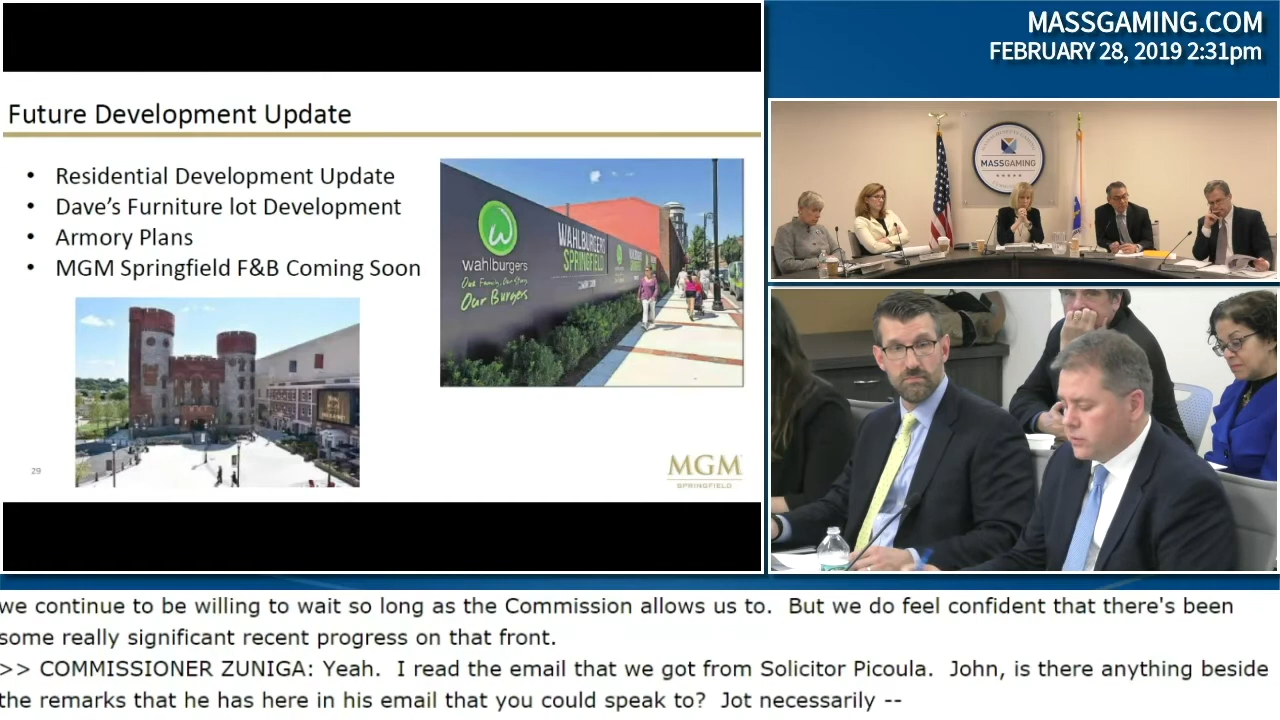 MASSGAMING.COM
FEBRUARY 28, 2019 2:31pm
Future Development Update
• Residential Development Update
• Dave's Furniture lot Development
• Armory Plans
• MGM Springfield F&B Coming Soon
wahlburgers
Our Family, Our Story,
Our Burgers
WAHLBURGERS
SPRINGFIELD
29
MGM
SPRINGFIELD
MASSGAMING
we continue to be willing to wait so long as the Commission allows us to. But we do feel confident that there's been
some really significant recent progress on that front.
>> COMMISSIONER ZUNIGA: Yeah. I read the email that we got from Solicitor Picoula. John, is there anything beside
the remarks that he has here in his email that you could speak to? Jot necessarily --